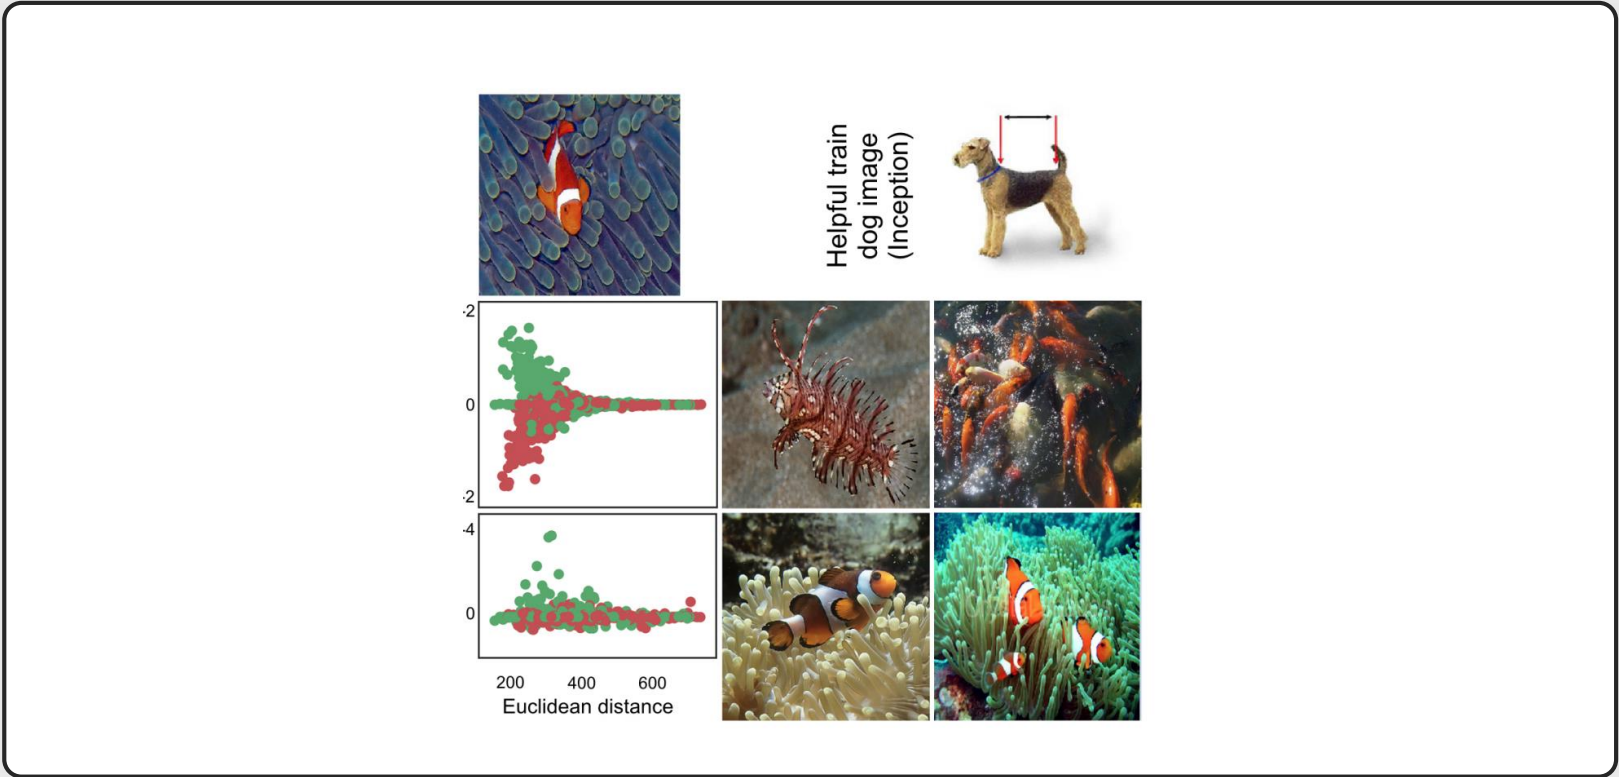 Helpful train
dog image
(Inception)
-2
0
-2
-4
0
200 400 600
Euclidean distance